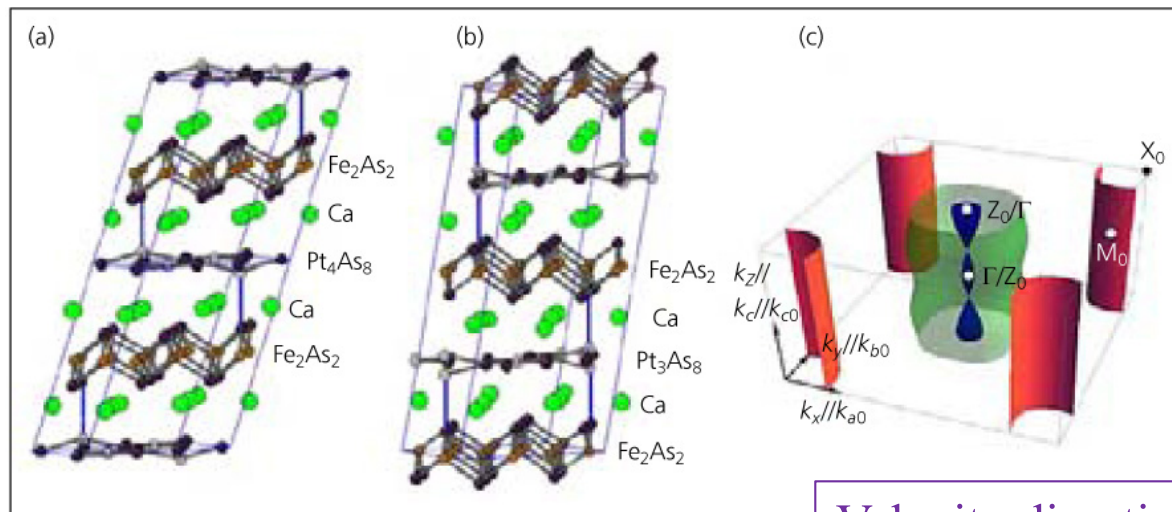 (a)
Fe2As2
Ca
Pt4As8
Ca
Fe2As2
(b)
Fe2As2
Ca
Pt3As8
Ca
Fe2As2
(c)
X0
Z0/Γ
M0
Γ/Z0
kZ//
kc//kc0
ky//kb0
kx//ka0